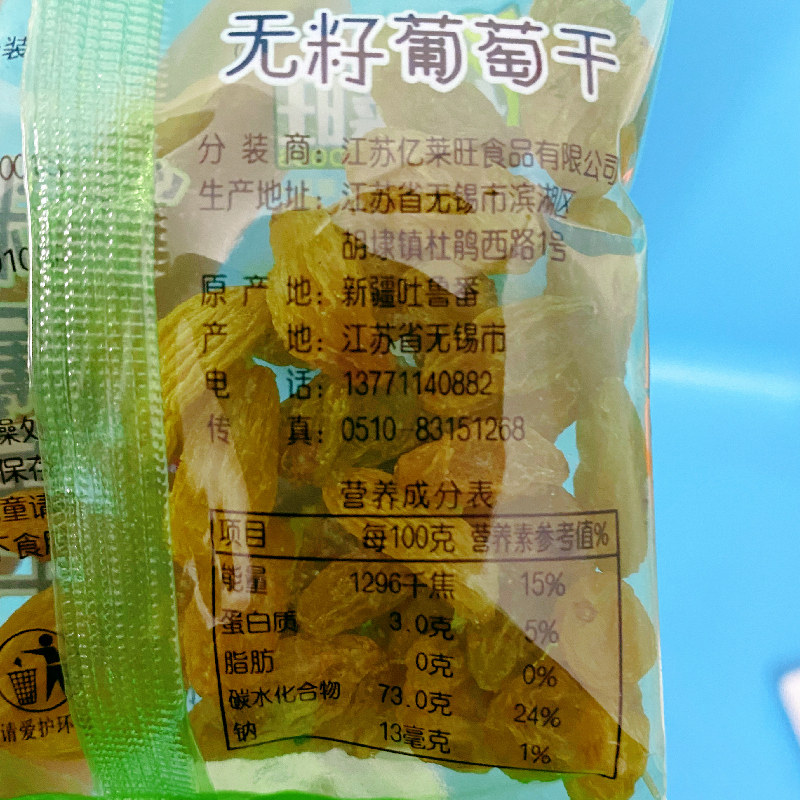 无籽葡萄干
分装商：江苏亿莱旺食品有限公司
生产地址：江苏省无锡市滨湖区
胡埭镇杜鹃西路1号
原产地：新疆吐鲁番
产地：江苏省无锡市
电话：13771140882
传真：0510-83151268
营养成分表
项目 每100克 营养素参考值%
能量 1296千焦 15%
蛋白质 3.0克 5%
脂肪 0克 0%
碳水化合物 73.0克 24%
钠 13毫克 1%
装
保存
童请
请爱护环